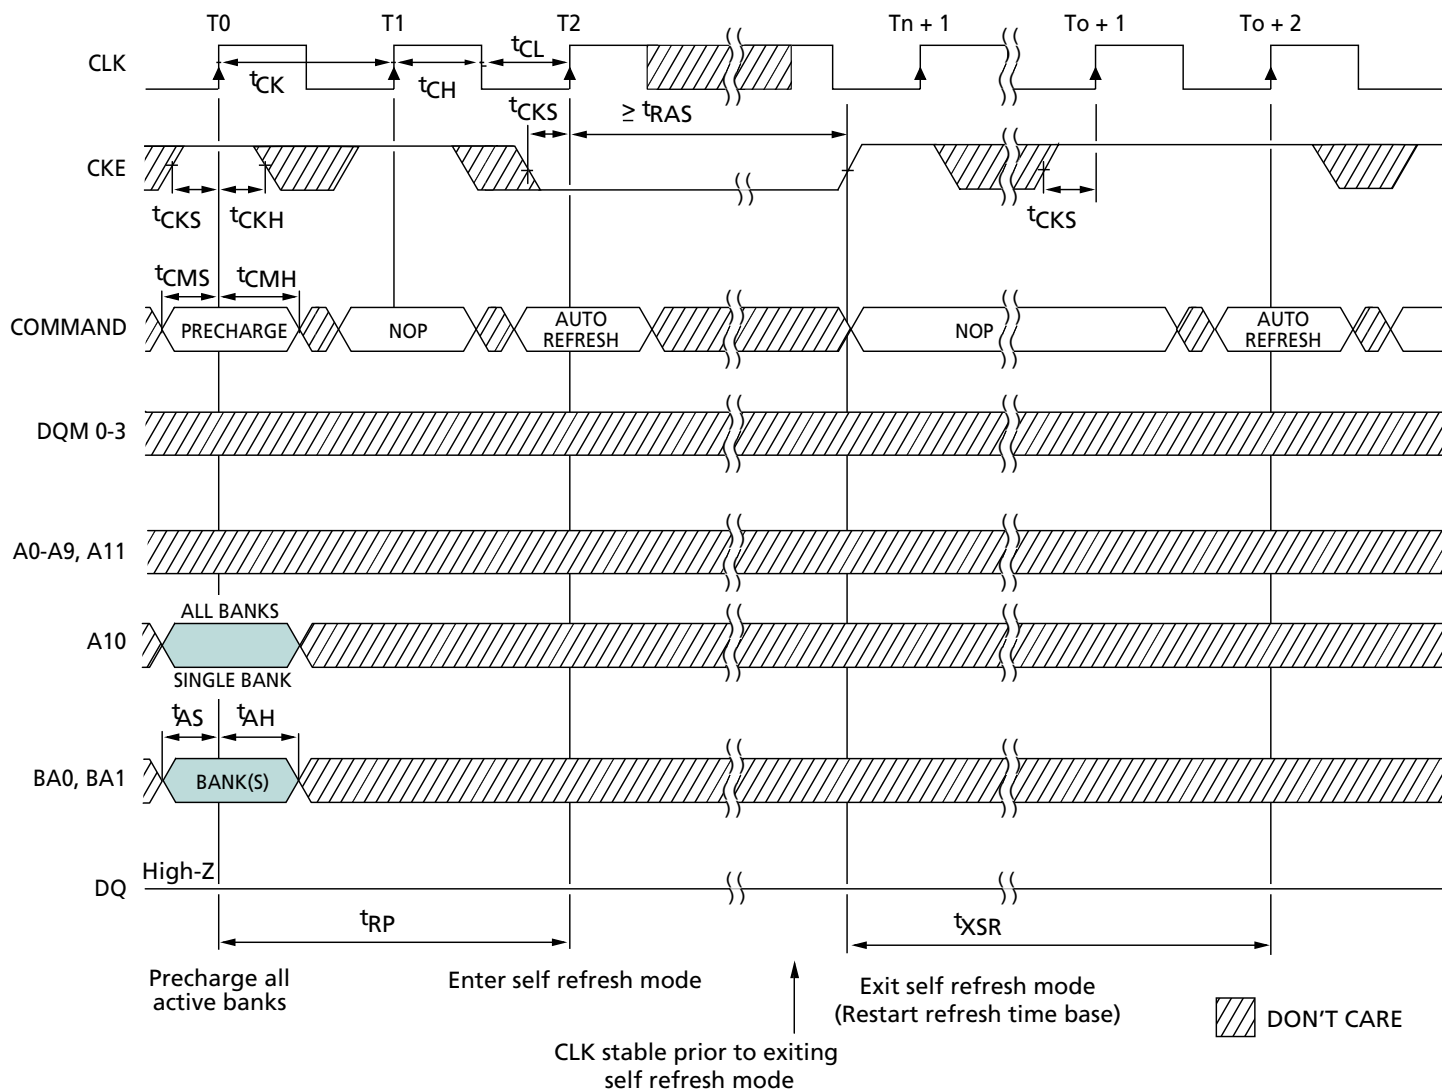 T0 T1 T2 Tn + 1 To + 1 To + 2
CLK
tCK tCH tCL
tCKS ≥ tRAS
CKE
tCKS tCKH tCKS
tCMS tCMH
COMMAND PRECHARGE NOP AUTO REFRESH NOP AUTO REFRESH
DQM 0-3
A0-A9, A11
ALL BANKS
A10
SINGLE BANK
tAS tAH
BA0, BA1 BANK(S)
High-Z
DQ
tRP tXSR
Precharge all
active banks
Enter self refresh mode
Exit self refresh mode
(Restart refresh time base)
DON'T CARE
CLK stable prior to exiting
self refresh mode